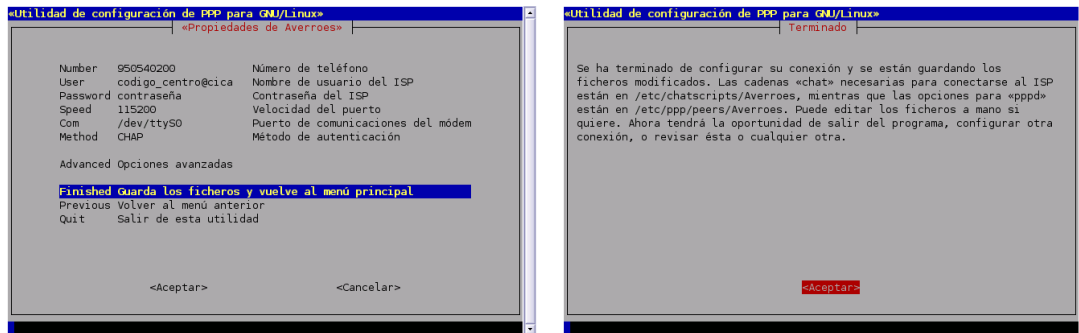 «Utilidad de configuración de PPP para GNU/Linux»
«Propiedades de Averroes»
Number 950540200 Número de teléfono
User codigo_centro@cica Nombre de usuario del ISP
Password contraseña Contraseña del ISP
Speed 115200 Velocidad del puerto
Com /dev/ttyS0 Puerto de comunicaciones del módem
Method CHAP Método de autenticación
Advanced Opciones avanzadas
Finished Guarda los ficheros y vuelve al menú principal
Previous Volver al menú anterior
Quit Salir de esta utilidad
<Aceptar> <Cancelar>
«Utilidad de configuración de PPP para GNU/Linux»
Terminado
Se ha terminado de configurar su conexión y se están guardando los
ficheros modificados. Las cadenas «chat» necesarias para conectarse al ISP
están en /etc/chatscripts/Averroes, mientras que las opciones para «pppd»
están en /etc/ppp/peers/Averroes. Puede editar los ficheros a mano si
quiere. Ahora tendrá la oportunidad de salir del programa, configurar otra
conexión, o revisar ésta o cualquier otra.
<Aceptar>